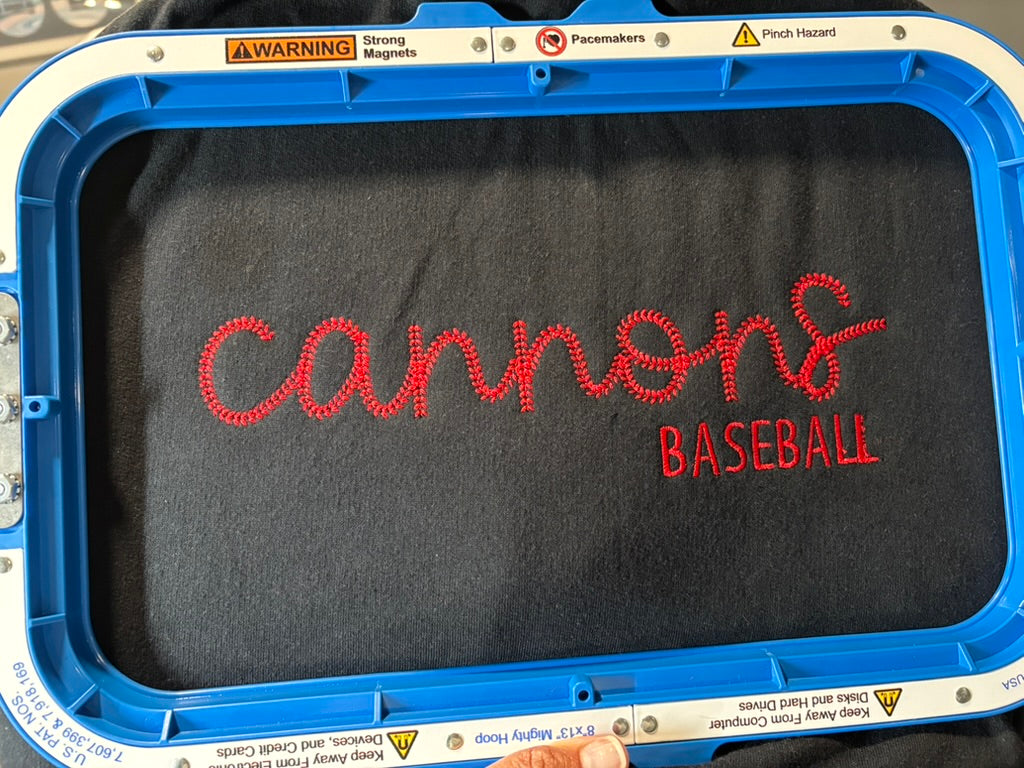 WARNING
Strong
Magnets
Pacemakers
Pinch Hazard
cannons
BASEBALL
U.S. PAT. NOS.
7,607,399 & 7,918,169
Keep Away From Electronic
Devices, and Credit Cards
8"x13" Mighty Hoop
Keep Away From Computer
Disks and Hard Drives
USA